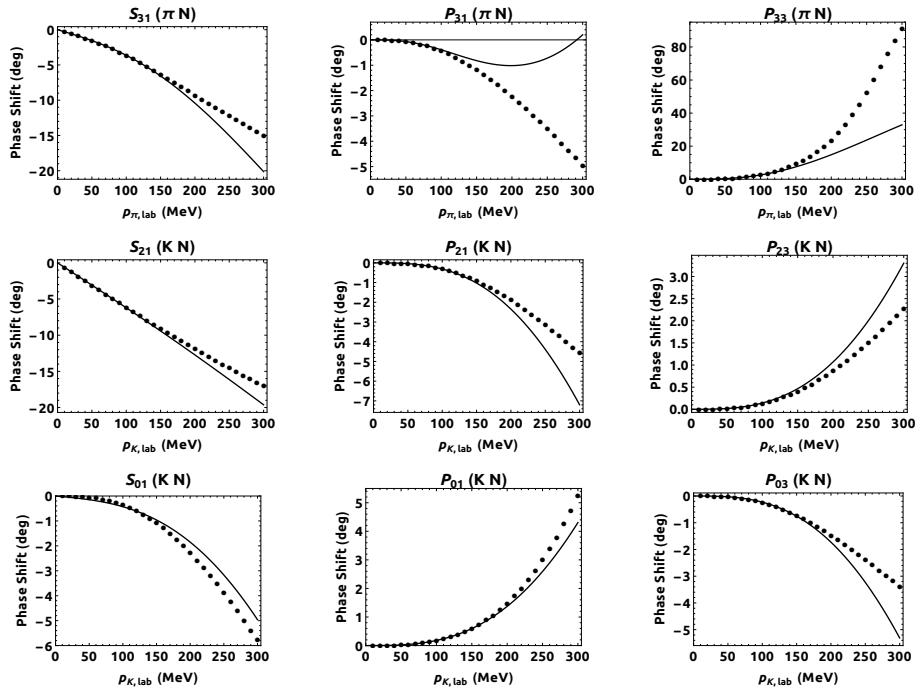 S31 (π N)
Phase Shift (deg)
0
−5
−10
−15
−20
0 50 100 150 200 250 300
pπ,lab (MeV)
P31 (π N)
Phase Shift (deg)
0
−1
−2
−3
−4
−5
0 50 100 150 200 250 300
pπ,lab (MeV)
P33 (π N)
Phase Shift (deg)
80
60
40
20
0
0 50 100 150 200 250 300
pπ,lab (MeV)
S21 (K N)
Phase Shift (deg)
0
−5
−10
−15
−20
0 50 100 150 200 250 300
pK,lab (MeV)
P21 (K N)
Phase Shift (deg)
0
−1
−2
−3
−4
−5
−6
−7
0 50 100 150 200 250 300
pK,lab (MeV)
P23 (K N)
Phase Shift (deg)
3.0
2.5
2.0
1.5
1.0
0.5
0.0
0 50 100 150 200 250 300
pK,lab (MeV)
S01 (K N)
Phase Shift (deg)
0
−1
−2
−3
−4
−5
−6
0 50 100 150 200 250 300
pK,lab (MeV)
P01 (K N)
Phase Shift (deg)
5
4
3
2
1
0
0 50 100 150 200 250 300
pK,lab (MeV)
P03 (K N)
Phase Shift (deg)
0
−1
−2
−3
−4
−5
0 50 100 150 200 250 300
pK,lab (MeV)